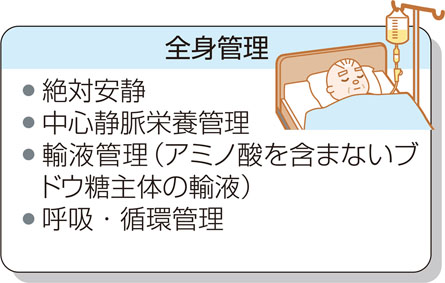 全身管理
●絶対安静
●中心静脈栄養管理
●輸液管理（アミノ酸を含まないブ
ドウ糖主体の輸液）
●呼吸・循環管理